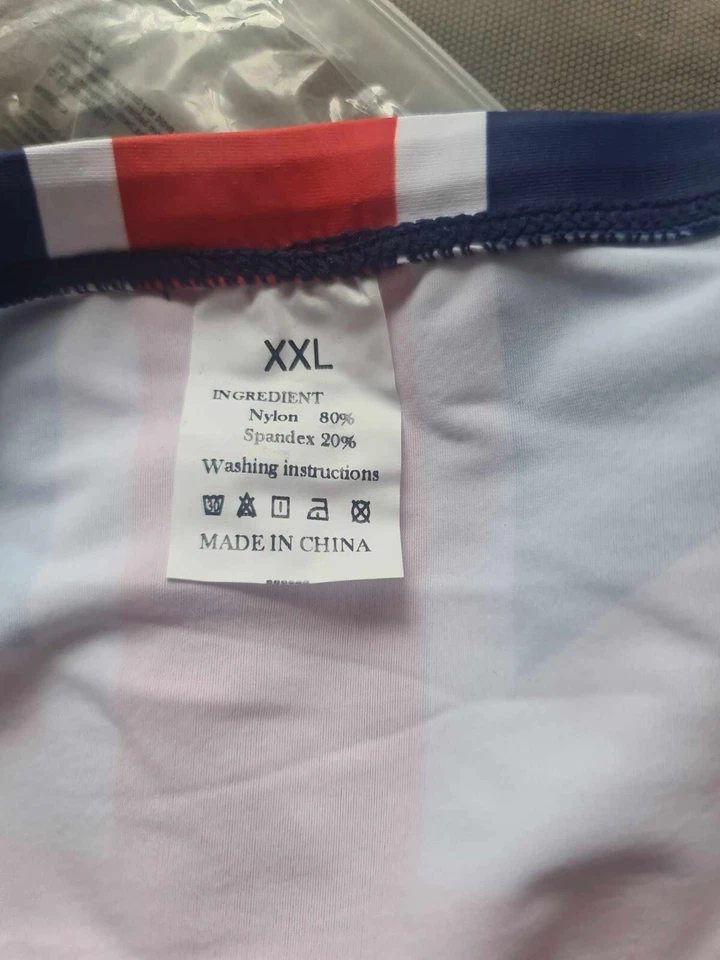 XXL
INGREDIENT
Nylon 80%
Spandex 20%
Washing instructions
MADE IN CHINA